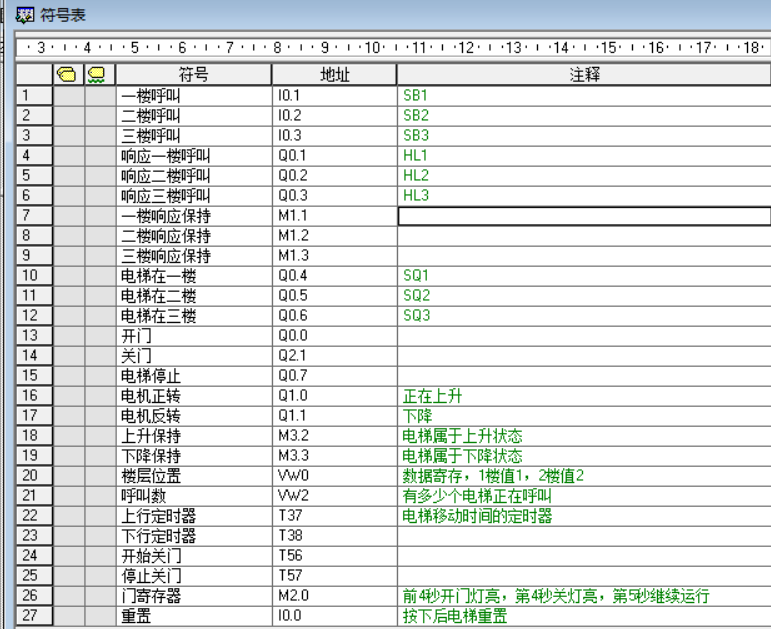 符号表
· 3 · ı · 4 · ı · 5 · ı · 6 · ı · 7 · ı · 8 · ı · 9 · ı · 10 · ı · 11 · ı · 12 · ı · 13 · ı · 14 · ı · 15 · ı · 16 · ı · 17 · ı · 18 ·
符号 地址 注释
1 一楼呼叫 I0.1 SB1
2 二楼呼叫 I0.2 SB2
3 三楼呼叫 I0.3 SB3
4 响应一楼呼叫 Q0.1 HL1
5 响应二楼呼叫 Q0.2 HL2
6 响应三楼呼叫 Q0.3 HL3
7 一楼响应保持 M1.1
8 二楼响应保持 M1.2
9 三楼响应保持 M1.3
10 电梯在一楼 Q0.4 SQ1
11 电梯在二楼 Q0.5 SQ2
12 电梯在三楼 Q0.6 SQ3
13 开门 Q0.0
14 关门 Q2.1
15 电梯停止 Q0.7
16 电机正转 Q1.0 正在上升
17 电机反转 Q1.1 下降
18 上升保持 M3.2 电梯属于上升状态
19 下降保持 M3.3 电梯属于下降状态
20 楼层位置 VW0 数据寄存，1楼值1，2楼值2
21 呼叫数 VW2 有多少个电梯正在呼叫
22 上行定时器 T37 电梯移动时间的定时器
23 下行定时器 T38
24 开始关门 T56
25 停止关门 T57
26 门寄存器 M2.0 前4秒开门灯亮，第4秒关灯亮，第5秒继续运行
27 重置 I0.0 按下后电梯重置